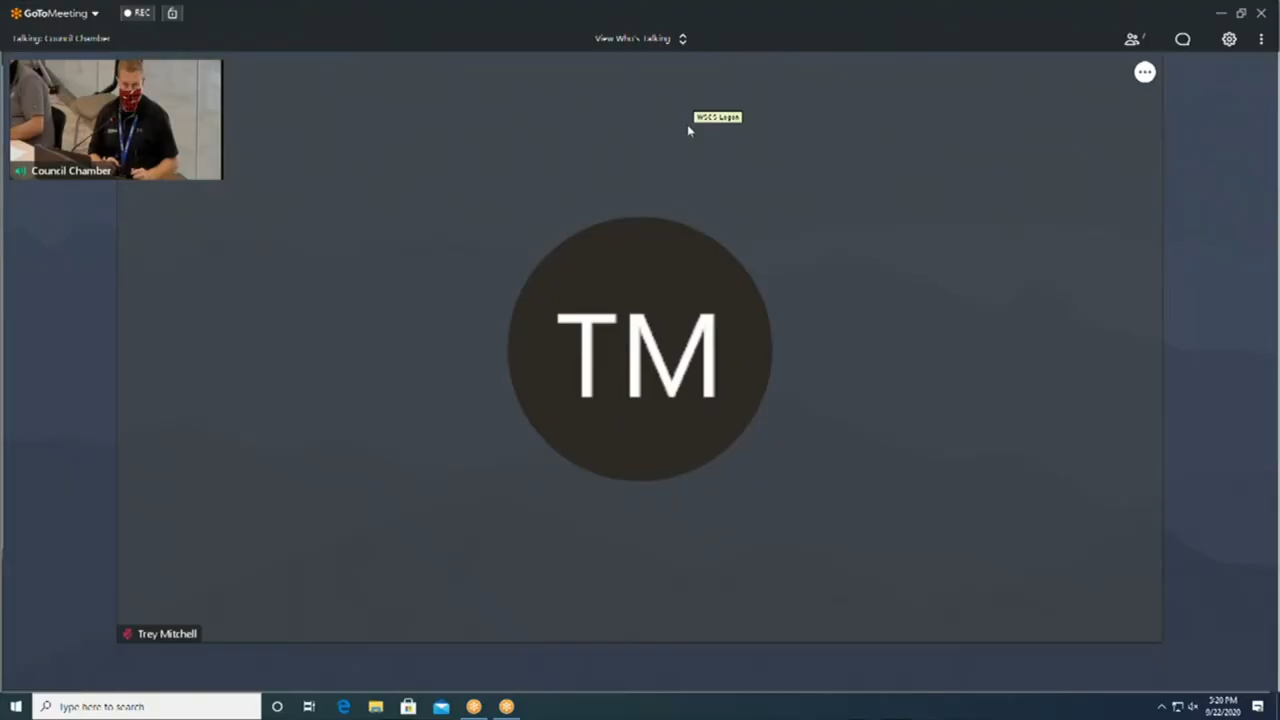 GoToMeeting
REC
Talking: Council Chamber
View Who's Talking
WSCS Logon
Council Chamber
TM
Trey Mitchell
Type here to search
5:20 PM
9/22/2020